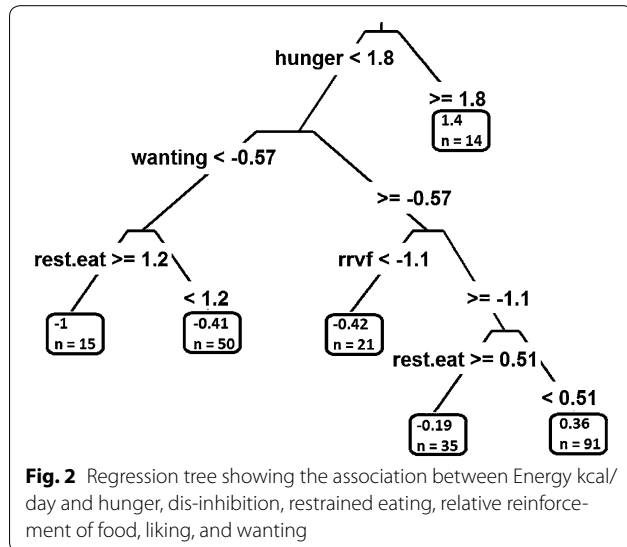 hunger < 1.8
>= 1.8
1.4
n = 14
wanting < -0.57
>= -0.57
rest.eat >= 1.2
< 1.2
rrvf < -1.1
>= -1.1
-1
n = 15
-0.41
n = 50
-0.42
n = 21
rest.eat >= 0.51
< 0.51
-0.19
n = 35
0.36
n = 91
Fig. 2 Regression tree showing the association between Energy kcal/
day and hunger, dis-inhibition, restrained eating, relative reinforce-
ment of food, liking, and wanting